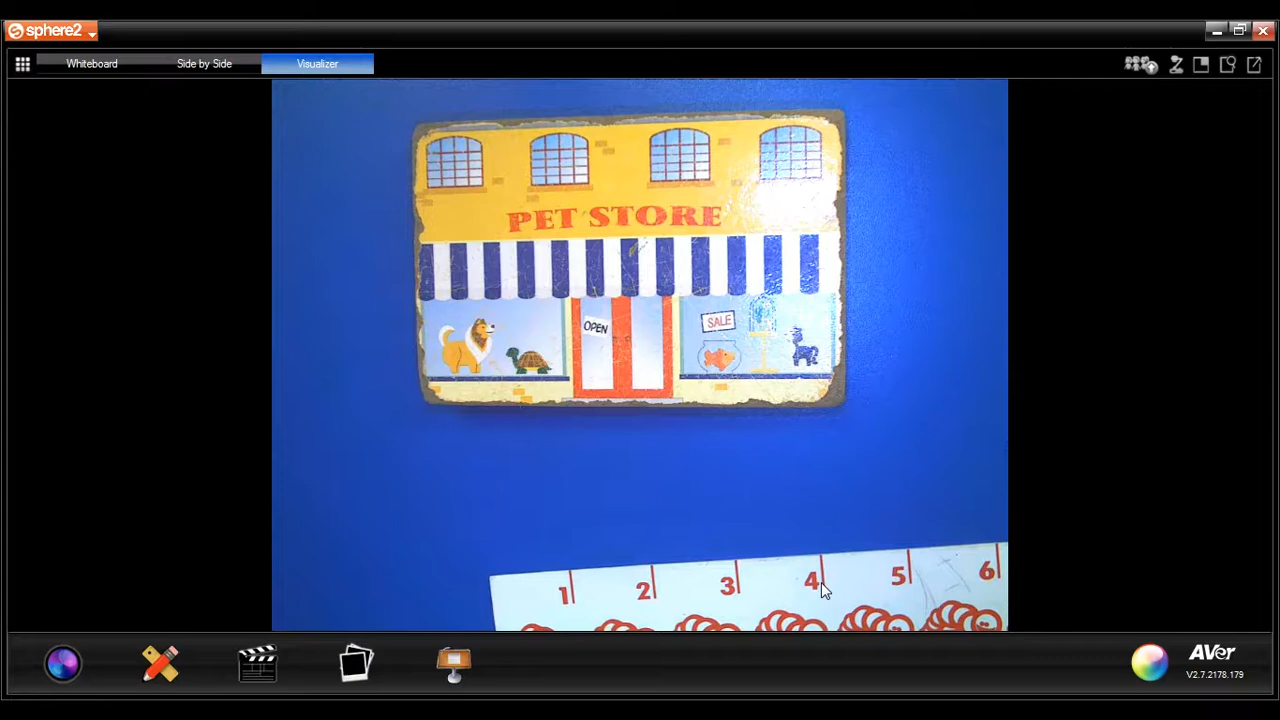 sphere2
Whiteboard Side by Side Visualizer
PET STORE
OPEN
SALE
1 2 3 4 5 6
AVer
V2.7.2178.179